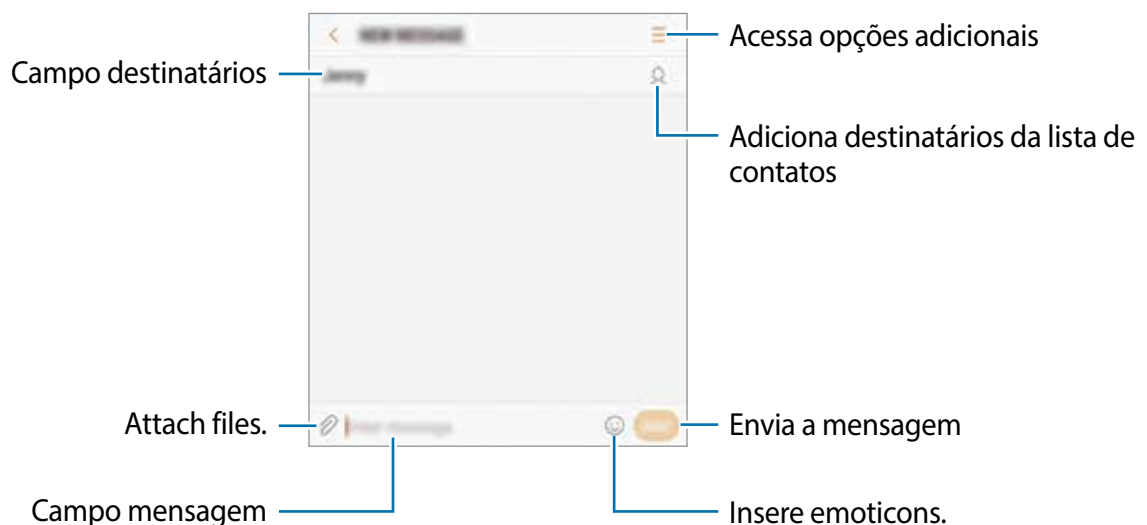 Acessa opções adicionais
Campo destinatários
Adiciona destinatários da lista de
contatos
Attach files.
Envia a mensagem
Campo mensagem
Insere emoticons.